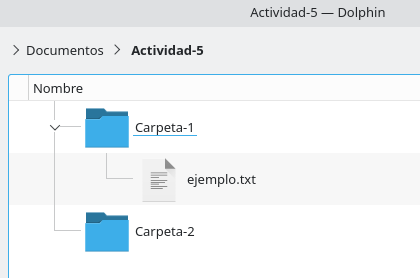 Actividad-5 — Dolphin
Documentos Actividad-5
Nombre
Carpeta-1
ejemplo.txt
Carpeta-2